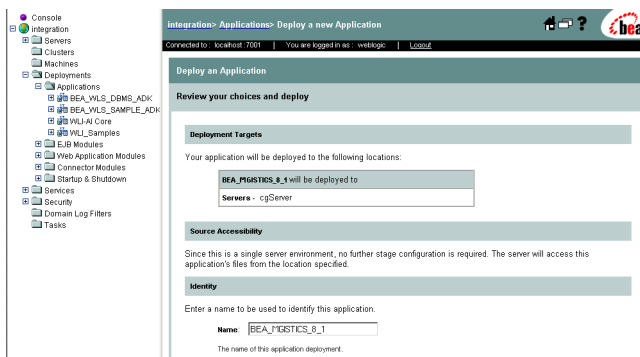 Console
integration
Servers
Clusters
Machines
Deployments
Applications
BEA_WLS_DBMS_ADK
BEA_WLS_SAMPLE_ADK
WLI-AI Core
WLI_Samples
EJB Modules
Web Application Modules
Connector Modules
Startup & Shutdown
Services
Security
Domain Log Filters
Tasks
integration> Applications> Deploy a new Application
?
bea
Connected to : localhost :7001 | You are logged in as : weblogic | Logout
Deploy an Application
Review your choices and deploy
Deployment Targets
Your application will be deployed to the following locations:
BEA_MGISTICS_8_1 will be deployed to
Servers - cgServer
Source Accessibility
Since this is a single server environment, no further stage configuration is required. The server will access this
application's files from the location specified.
Identity
Enter a name to be used to identify this application.
Name: BEA_MGISTICS_8_1
The name of this application deployment.